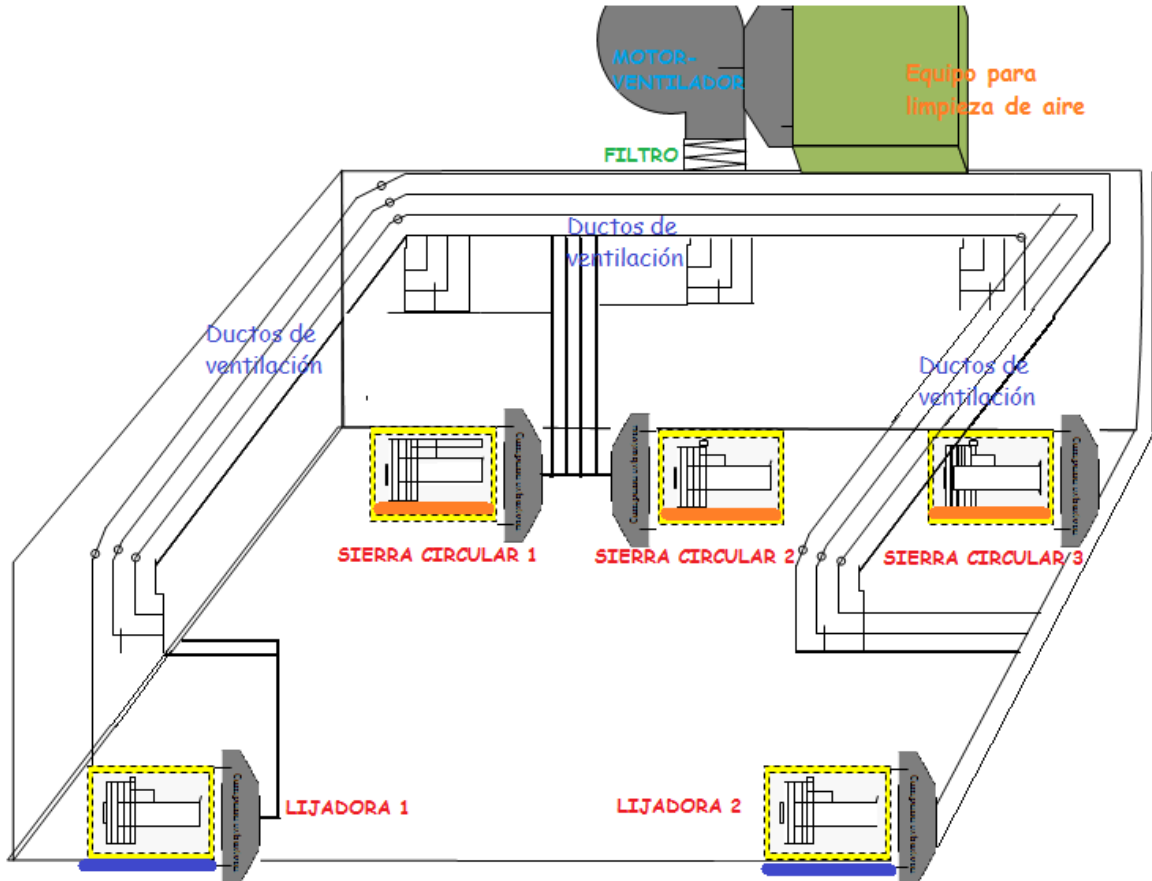 MOTOR-
VENTILADOR
Equipo para
limpieza de aire
FILTRO
Ductos de
ventilación
Ductos de
ventilación
Ductos de
ventilación
SIERRA CIRCULAR 1
SIERRA CIRCULAR 2
SIERRA CIRCULAR 3
LIJADORA 1
LIJADORA 2